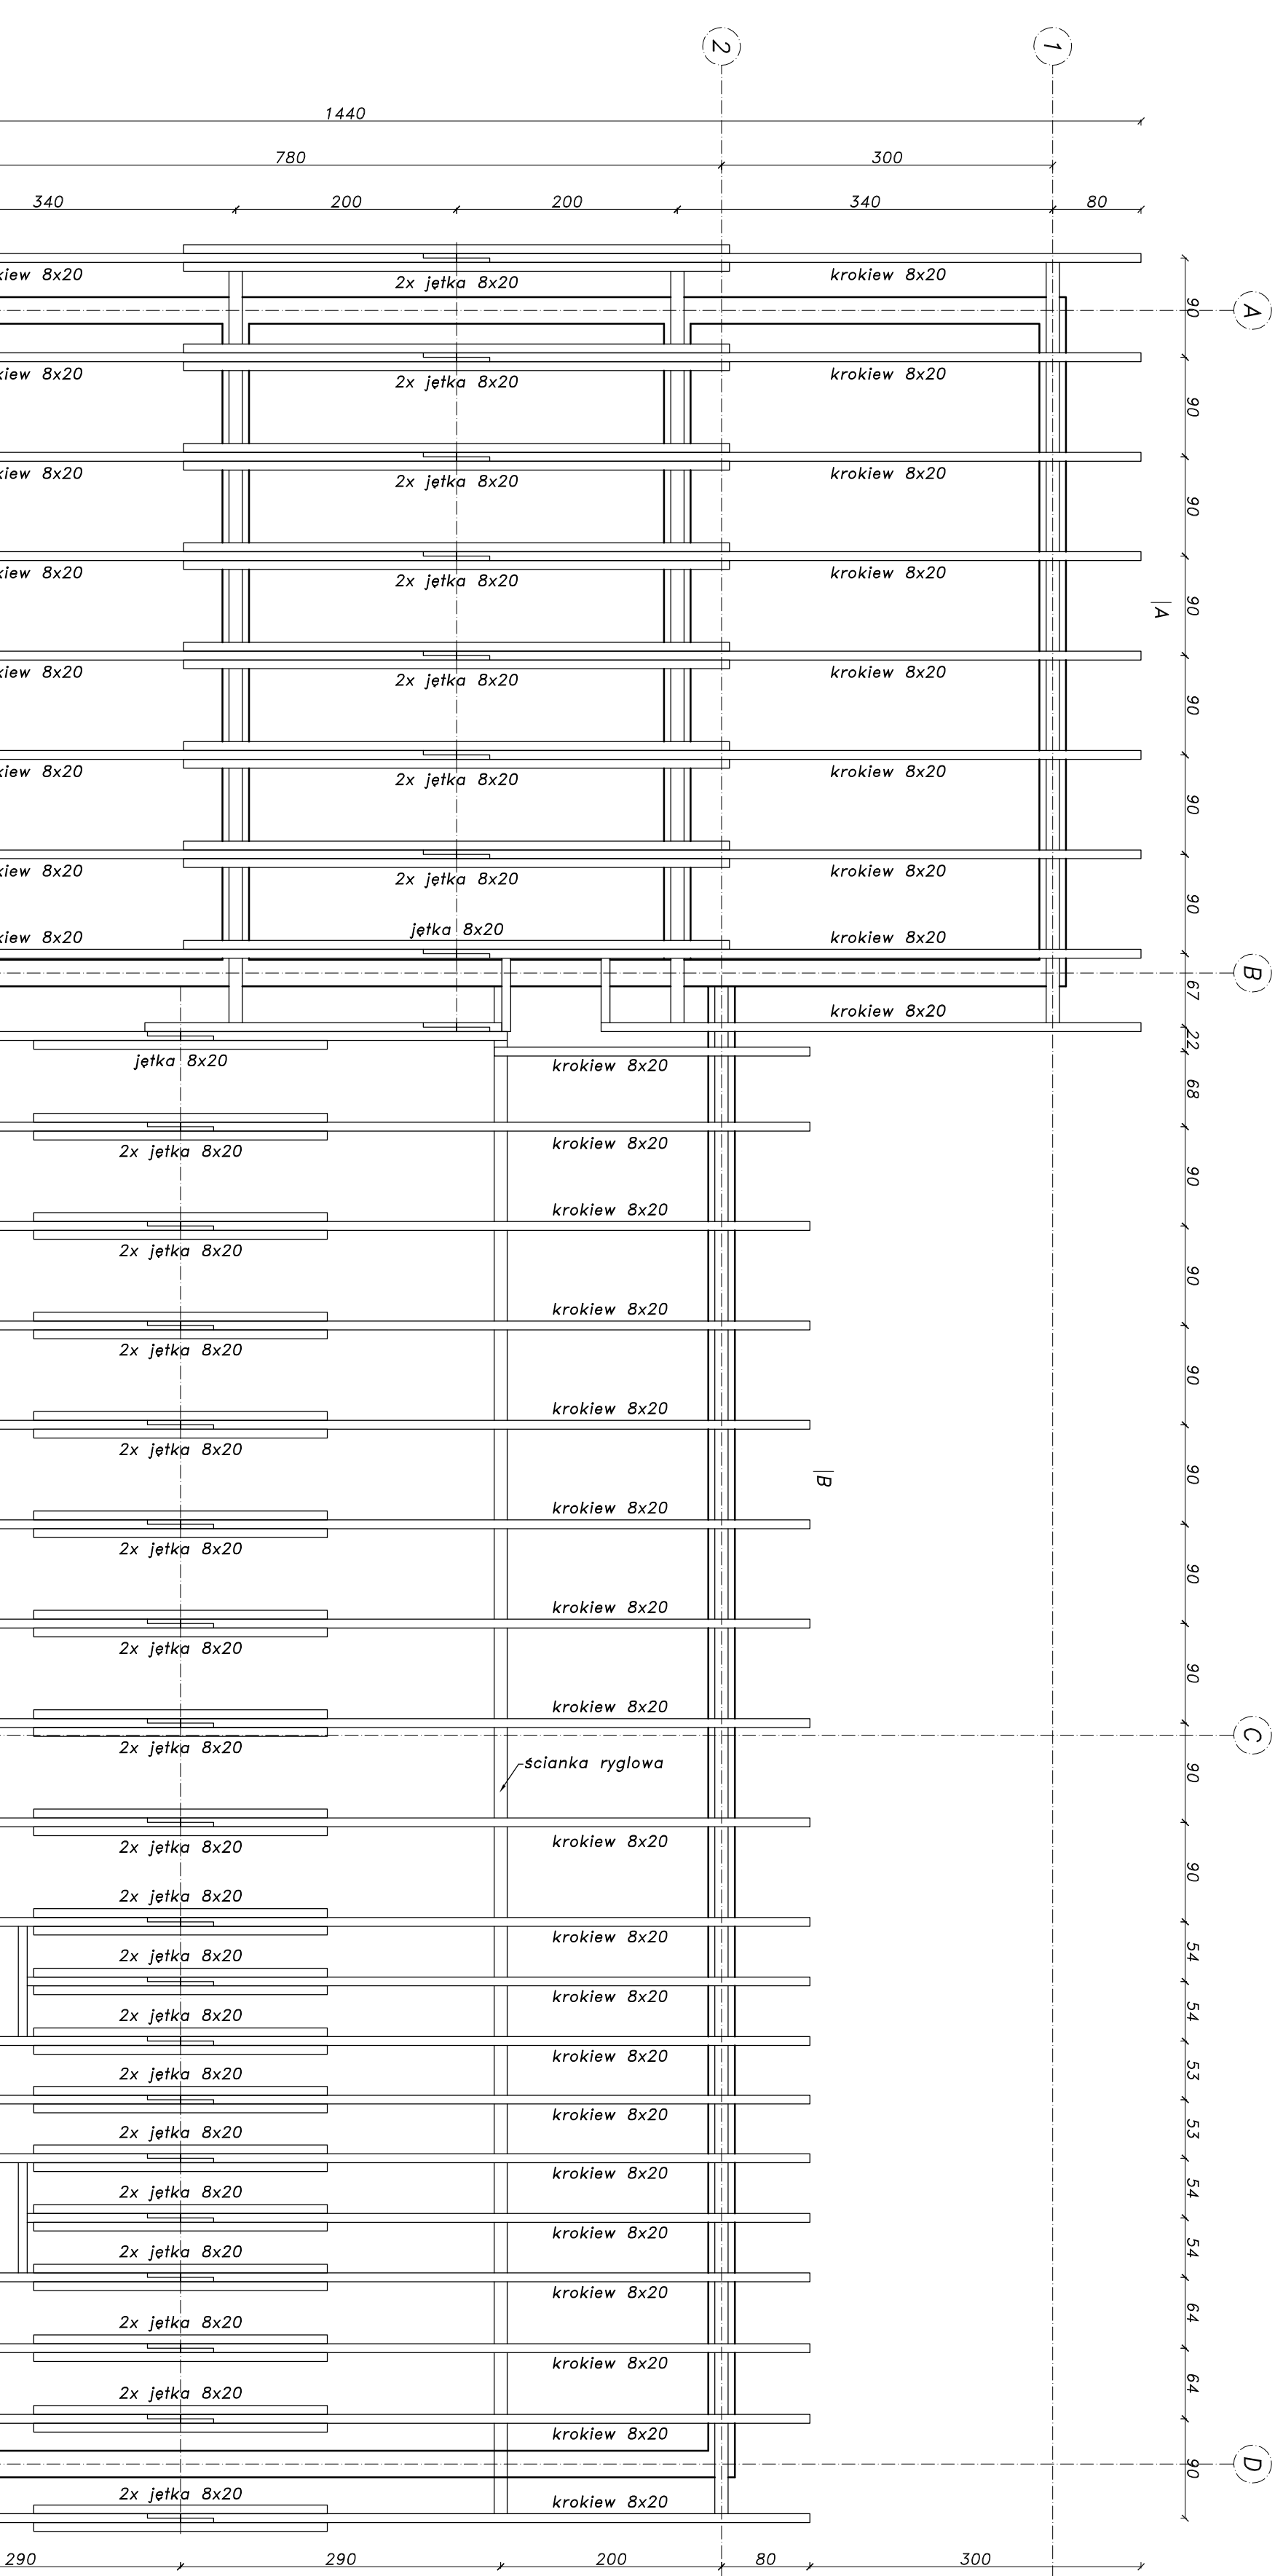 2 1
1440
780 300
340 200 200 340 80
kiew 8x20 2x jętka 8x20 krokiew 8x20
90 A
kiew 8x20 2x jętka 8x20 krokiew 8x20
90
kiew 8x20 2x jętka 8x20 krokiew 8x20
90
kiew 8x20 2x jętka 8x20 krokiew 8x20
90
A
kiew 8x20 2x jętka 8x20 krokiew 8x20
90
kiew 8x20 2x jętka 8x20 krokiew 8x20
90
kiew 8x20 2x jętka 8x20 krokiew 8x20
90
kiew 8x20 jętka 8x20 krokiew 8x20
67 B
krokiew 8x20
22
jętka 8x20 krokiew 8x20
68
2x jętka 8x20 krokiew 8x20
90
2x jętka 8x20 krokiew 8x20
90
2x jętka 8x20 krokiew 8x20
90
2x jętka 8x20 krokiew 8x20
90
B
2x jętka 8x20 krokiew 8x20
90
2x jętka 8x20 krokiew 8x20
90
2x jętka 8x20 krokiew 8x20
C
ścianka ryglowa
90
2x jętka 8x20 krokiew 8x20
90
2x jętka 8x20 krokiew 8x20
54
2x jętka 8x20 krokiew 8x20
54
2x jętka 8x20 krokiew 8x20
53
2x jętka 8x20 krokiew 8x20
53
2x jętka 8x20 krokiew 8x20
54
2x jętka 8x20 krokiew 8x20
54
2x jętka 8x20 krokiew 8x20
64
2x jętka 8x20 krokiew 8x20
64
2x jętka 8x20 krokiew 8x20
90 D
2x jętka 8x20 krokiew 8x20
290 290 200 80 300